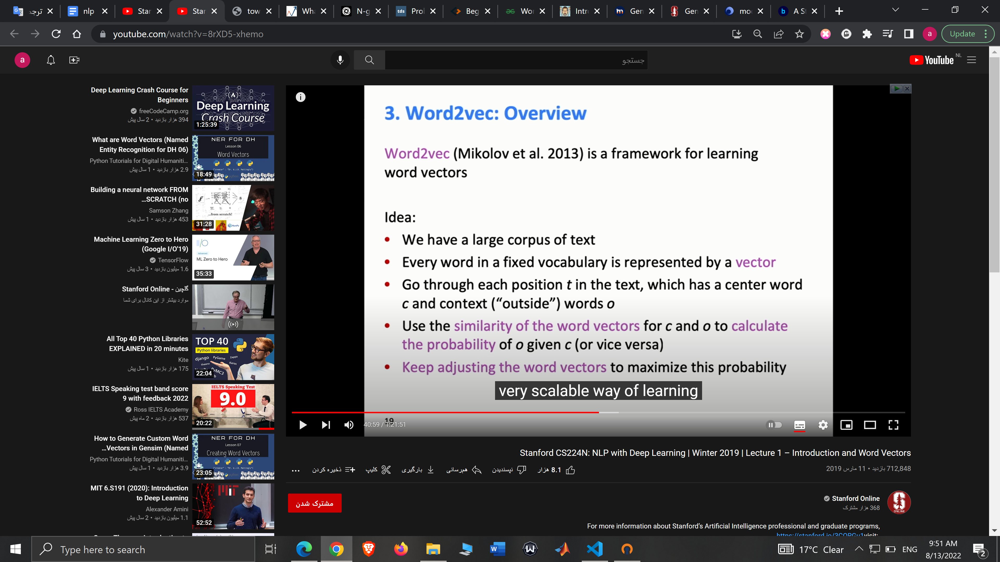 ترجمه
nlp
Star
Star
tow
Wha
N-g
Prob
Beg
Wor
Intro
Gen
Gen
mod
A St
youtube.com/watch?v=8rXD5-xhemo
Update
a
جستجو
YouTube NL
Deep Learning Crash Course for
Beginners
freeCodeCamp.org
394 هزار بازدید • 2 سال پیش
Deep Learning
Crash Course
1:25:39
What are Word Vectors (Named
Entity Recognition for DH 06)
Python Tutorials for Digital Humaniti...
2.9 هزار بازدید • 1 سال پیش
NER FOR DH
Lesson 06
Word Vectors
18:49
Building a neural network FROM
...SCRATCH (no
Samson Zhang
453 هزار بازدید • 1 سال پیش
...from scratch!
NumPy
31:28
Machine Learning Zero to Hero
(Google I/O'19)
TensorFlow
1.6 میلیون بازدید • 3 سال پیش
I/O
Advanced
ML Zero to Hero
35:33
گلچین - Stanford Online
موارد بیشتر از این کانال برای شما
All Top 40 Python Libraries
EXPLAINED in 20 minutes
Kite
175 هزار بازدید • 1 سال پیش
TOP 40
Python libraries
django PyGame Zappa
theano Keras
PyMC3
22:04
IELTS Speaking test band score
9 with feedback 2022
Ross IELTS Academy
537 هزار بازدید • 2 ماه پیش
IELTS Speaking Test
9.0
20:22
How to Generate Custom Word
...Vectors in Gensim (Named
Python Tutorials for Digital Humaniti...
3.9 هزار بازدید • 1 سال پیش
NER FOR DH
Lesson 07
Creating Word Vectors
23:05
MIT 6.S191 (2020): Introduction
to Deep Learning
Alexander Amini
1.1 میلیون بازدید • 2 سال پیش
MIT
52:52
3. Word2vec: Overview
Word2vec (Mikolov et al. 2013) is a framework for learning
word vectors
Idea:
• We have a large corpus of text
• Every word in a fixed vocabulary is represented by a vector
• Go through each position t in the text, which has a center word
c and context (“outside”) words o
• Use the similarity of the word vectors for c and o to calculate
the probability of o given c (or vice versa)
• Keep adjusting the word vectors to maximize this probability
very scalable way of learning
19
40:59 / 1:21:51
Stanford CS224N: NLP with Deep Learning | Winter 2019 | Lecture 1 – Introduction and Word Vectors
712,848 بازدید • 11 مارس 2019
8.1 هزار
نپسندیدن
هم‌رسانی
بارگیری
کلیپ
ذخیره کردن
Stanford Online
368 هزار مشترک
ONLINE
مشترک شدن
For more information about Stanford’s Artificial Intelligence professional and graduate programs,
Type here to search
17°C Clear
ENG
9:51 AM
8/13/2022
2